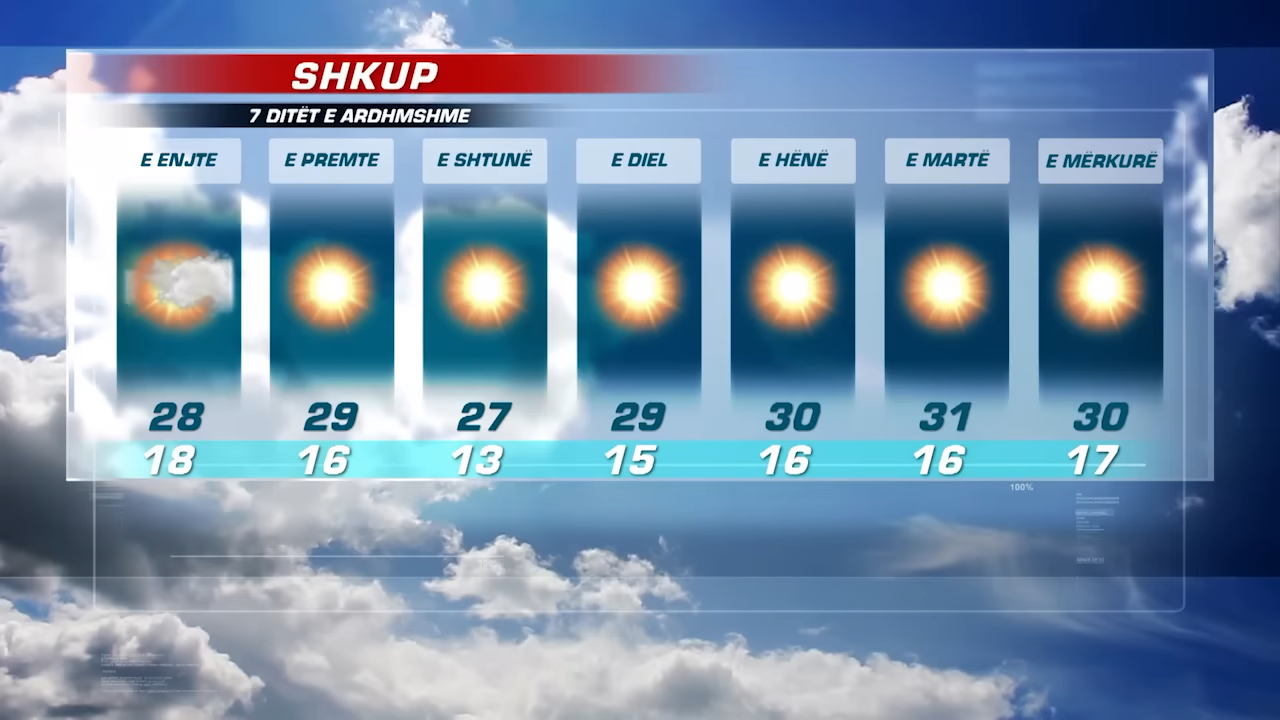 SHKUP
7 DITËT E ARDHMSHME
E ENJTE E PREMTE E SHTUNË E DIEL E HËNË E MARTË E MËRKURË
28 29 27 29 30 31 30
18 16 13 15 16 16 17
100%